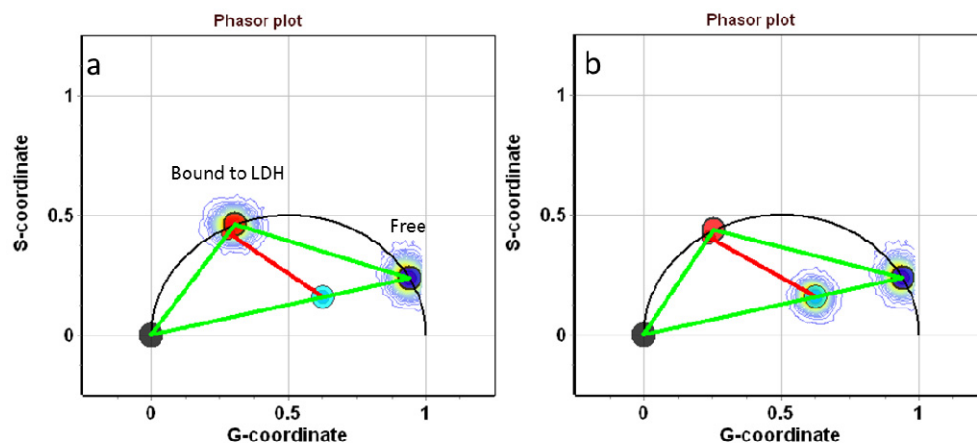 Phasor plot
a
1
Bound to LDH
0.5
Free
0
S-coordinate
0 0.5 1
G-coordinate
Phasor plot
b
1
0.5
0
S-coordinate
0 0.5 1
G-coordinate